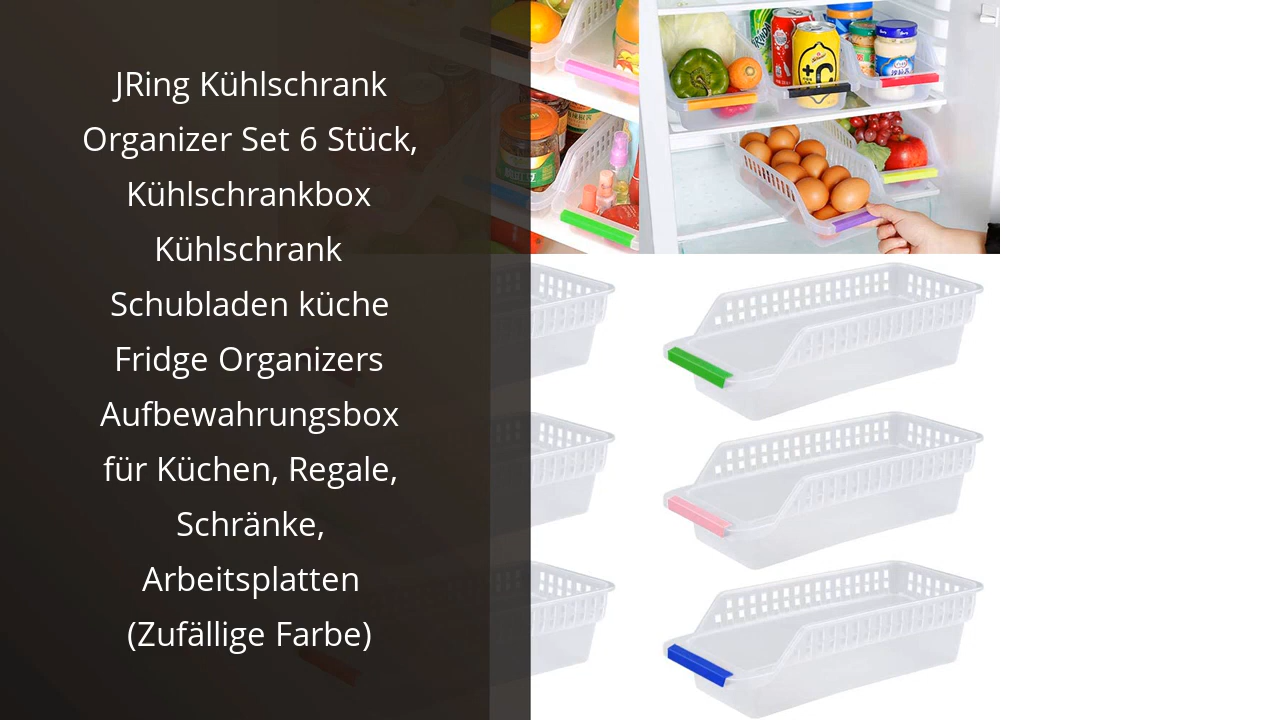 JRing Kühlschrank
Organizer Set 6 Stück,
Kühlschrankbox
Kühlschrank
Schubladen küche
Fridge Organizers
Aufbewahrungsbox
für Küchen, Regale,
Schränke,
Arbeitsplatten
(Zufällige Farbe)
+C